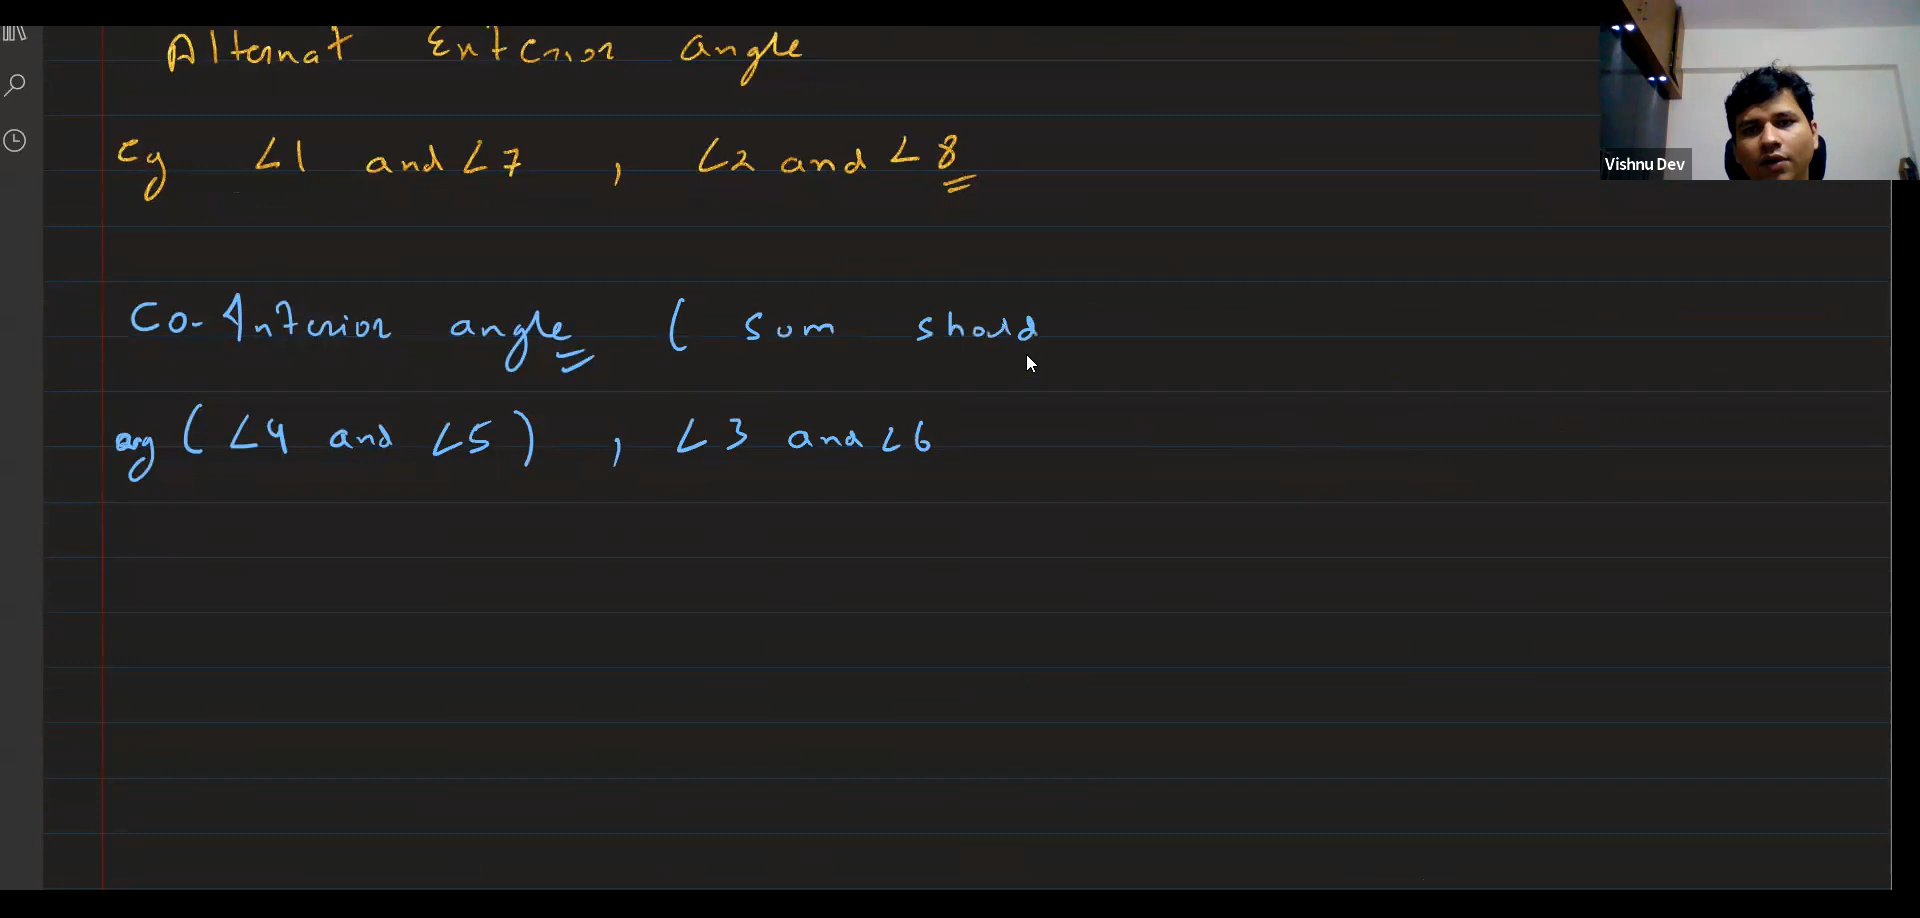 Alternat Exterior angle
Eg ∠1 and ∠7 , ∠2 and ∠8
Vishnu Dev
Co-Interior angle ( sum should
eg ( ∠4 and ∠5 ) , ∠3 and ∠6